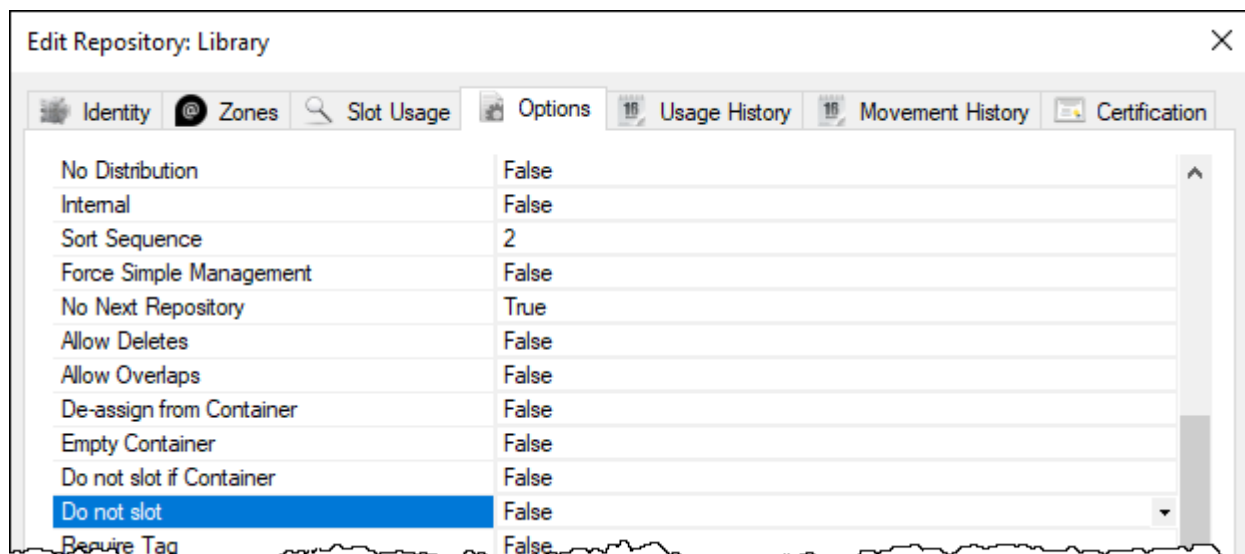 Edit Repository: Library
Identity Zones Slot Usage Options Usage History Movement History Certification
No Distribution False
Internal False
Sort Sequence 2
Force Simple Management False
No Next Repository True
Allow Deletes False
Allow Overlaps False
De-assign from Container False
Empty Container False
Do not slot if Container False
Do not slot False
Require Tag False